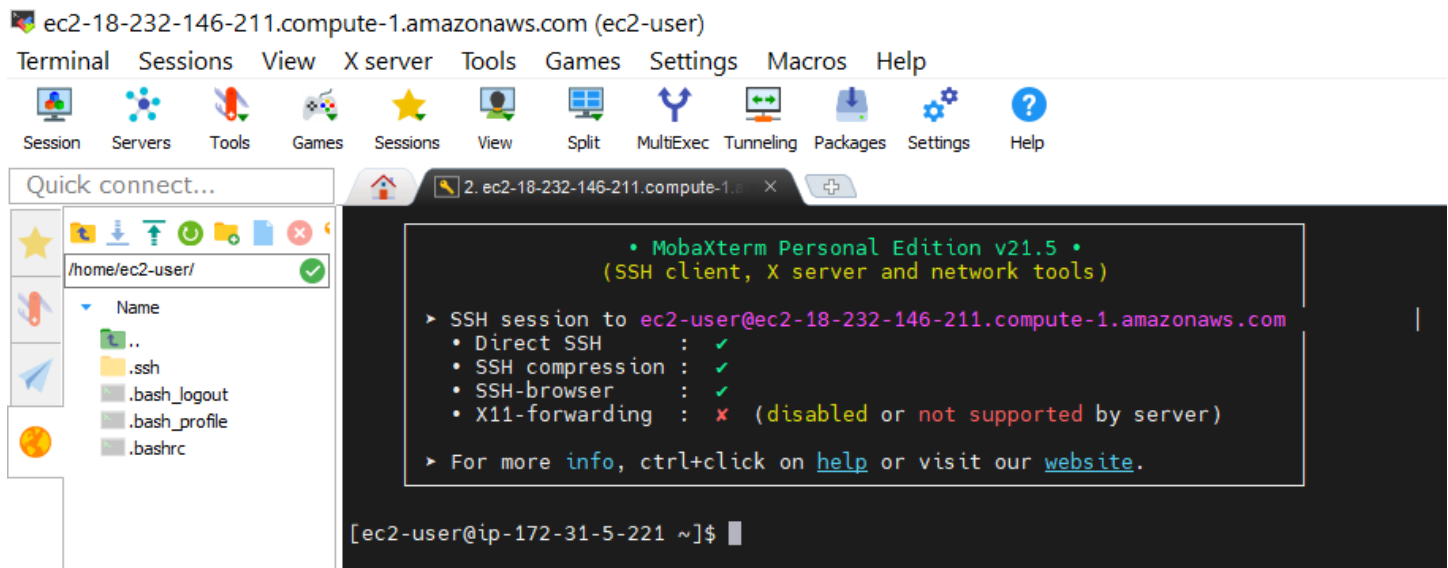 ec2-18-232-146-211.compute-1.amazonaws.com (ec2-user)
Terminal Sessions View X server Tools Games Settings Macros Help
Session Servers Tools Games Sessions View Split MultiExec Tunneling Packages Settings Help
Quick connect...
2. ec2-18-232-146-211.compute-1.a
/home/ec2-user/
Name
..
.ssh
.bash_logout
.bash_profile
.bashrc
• MobaXterm Personal Edition v21.5 •
(SSH client, X server and network tools)
➤ SSH session to ec2-user@ec2-18-232-146-211.compute-1.amazonaws.com
• Direct SSH : ✔
• SSH compression : ✔
• SSH-browser : ✔
• X11-forwarding : ✘ (disabled or not supported by server)
➤ For more info, ctrl+click on help or visit our website.
[ec2-user@ip-172-31-5-221 ~]$